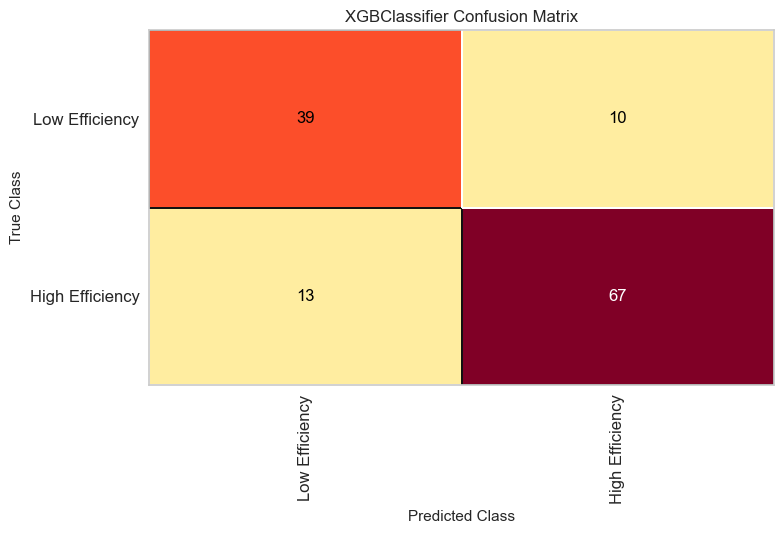 XGBClassifier Confusion Matrix
True Class
Low Efficiency
39
10
High Efficiency
13
67
Low Efficiency
High Efficiency
Predicted Class